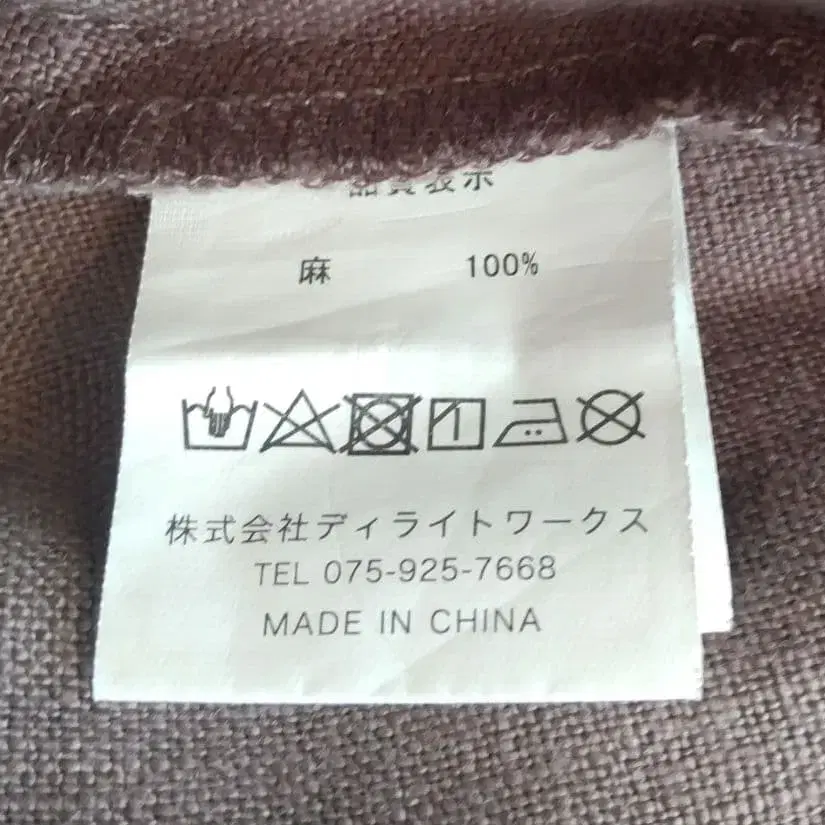 品質表示
麻 100%
株式会社ディライトワークス
TEL 075-925-7668
MADE IN CHINA